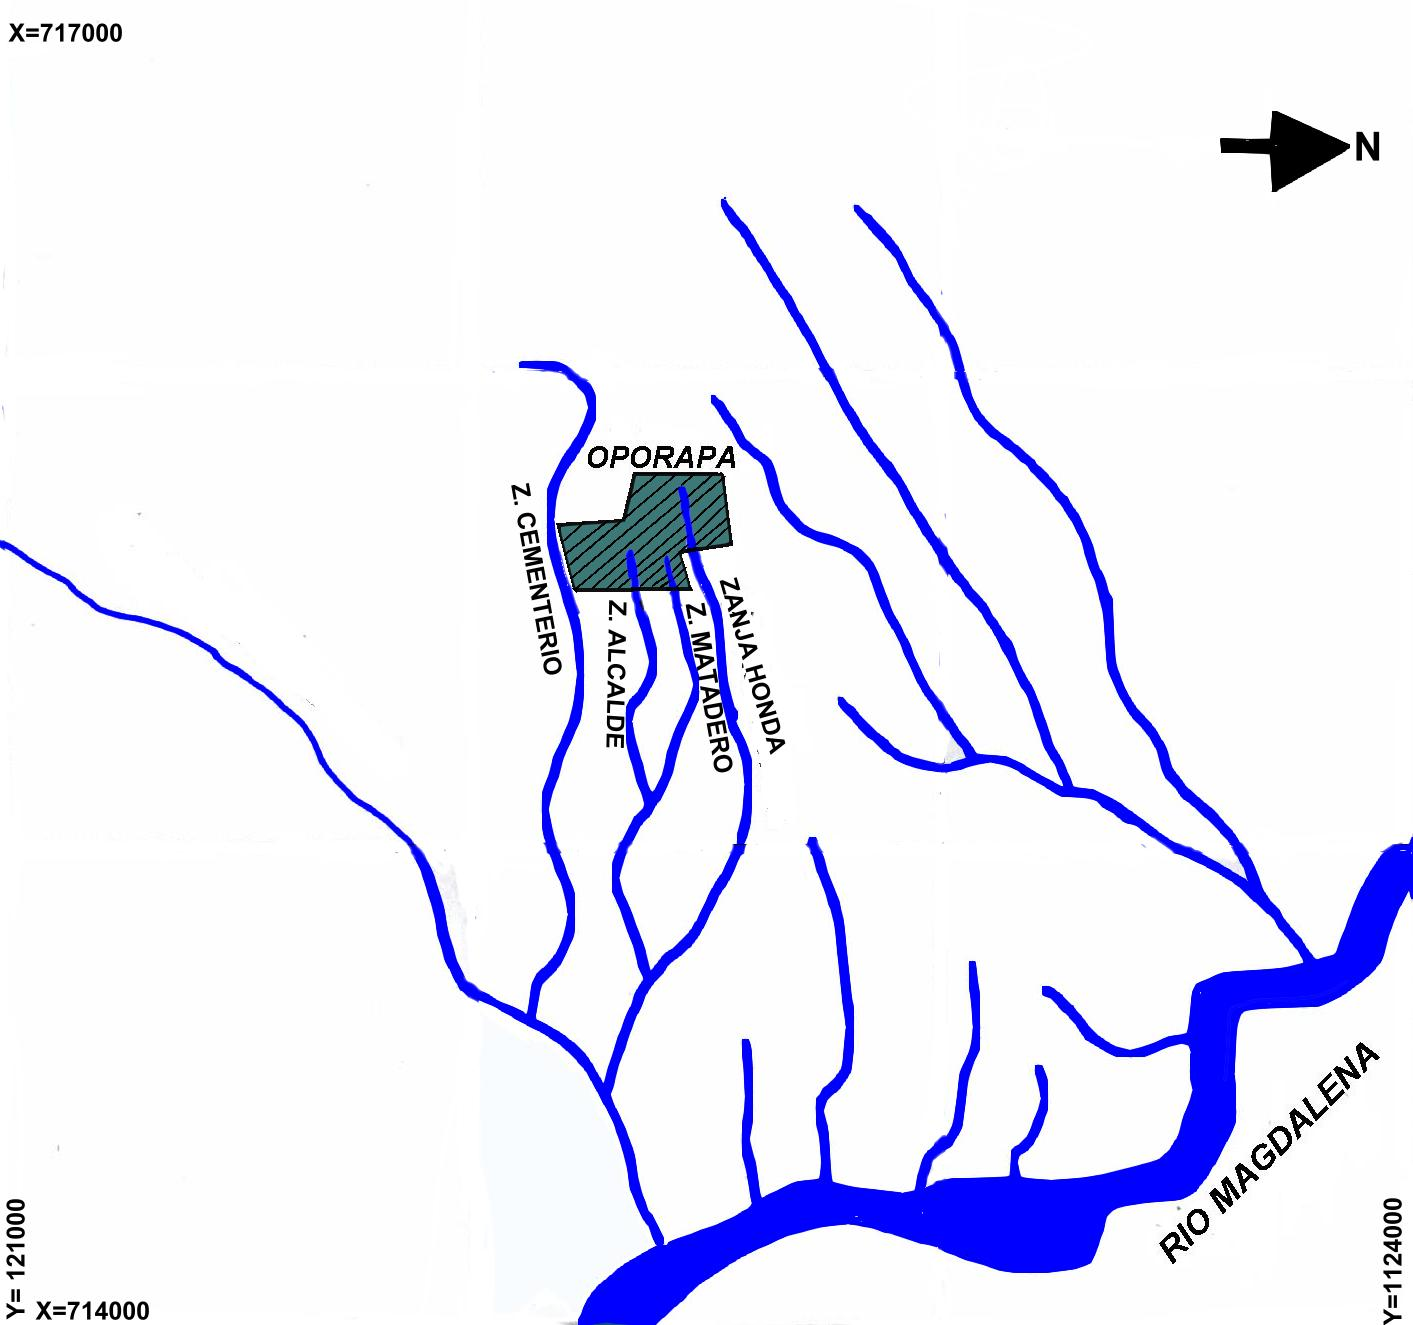 X=717000
N
OPORAPA
Z. CEMENTERIO
Z. ALCALDE
Z. MATADERO
ZANJA HONDA
RIO MAGDALENA
Y= 121000
X=714000
Y=1124000